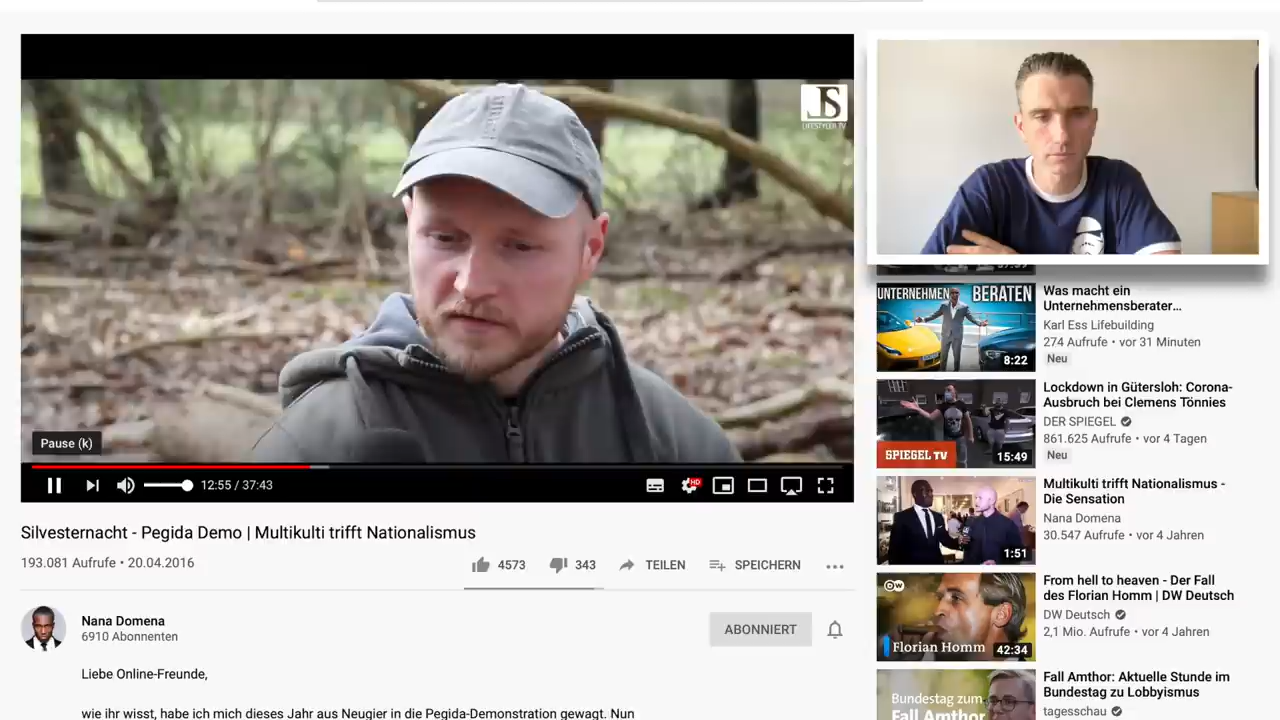 JS
LIFESTYLER TV
Pause (k)
12:55 / 37:43
HD
Silvesternacht - Pegida Demo | Multikulti trifft Nationalismus
193.081 Aufrufe • 20.04.2016
4573
343
TEILEN
SPEICHERN
Nana Domena
6910 Abonnenten
ABONNIERT
Liebe Online-Freunde,
wie ihr wisst, habe ich mich dieses Jahr aus Neugier in die Pegida-Demonstration gewagt. Nun
UNTERNEHMEN BERATEN
8:22
Was macht ein
Unternehmensberater…
Karl Ess Lifebuilding
274 Aufrufe • vor 31 Minuten
Neu
SPIEGEL TV
15:49
Lockdown in Gütersloh: Corona-
Ausbruch bei Clemens Tönnies
DER SPIEGEL
861.625 Aufrufe • vor 4 Tagen
Neu
1:51
Multikulti trifft Nationalismus -
Die Sensation
Nana Domena
30.547 Aufrufe • vor 4 Jahren
DW
Florian Homm
42:34
From hell to heaven - Der Fall
des Florian Homm | DW Deutsch
DW Deutsch
2,1 Mio. Aufrufe • vor 4 Jahren
Bundestag zum
Fall Amthor
Fall Amthor: Aktuelle Stunde im
Bundestag zu Lobbyismus
tagesschau